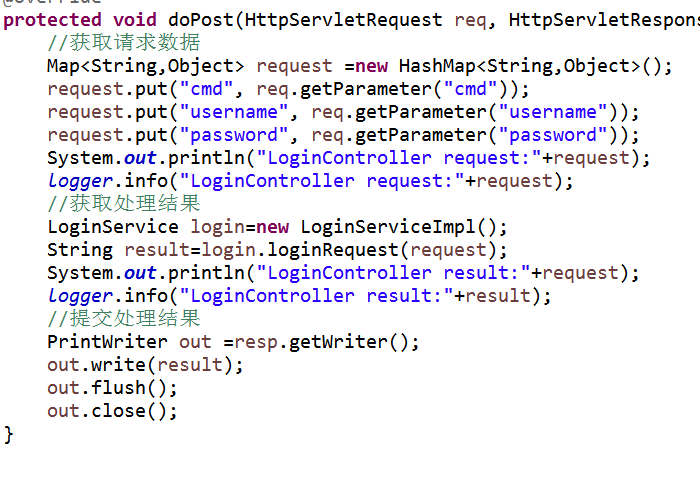 @Override
protected void doPost(HttpServletRequest req, HttpServletRespons
//获取请求数据
Map<String,Object> request =new HashMap<String,Object>();
request.put("cmd", req.getParameter("cmd"));
request.put("username", req.getParameter("username"));
request.put("password", req.getParameter("password"));
System.out.println("LoginController request:"+request);
logger.info("LoginController request:"+request);
//获取处理结果
LoginService login=new LoginServiceImpl();
String result=login.loginRequest(request);
System.out.println("LoginController result:"+request);
logger.info("LoginController result:"+result);
//提交处理结果
PrintWriter out =resp.getWriter();
out.write(result);
out.flush();
out.close();
}